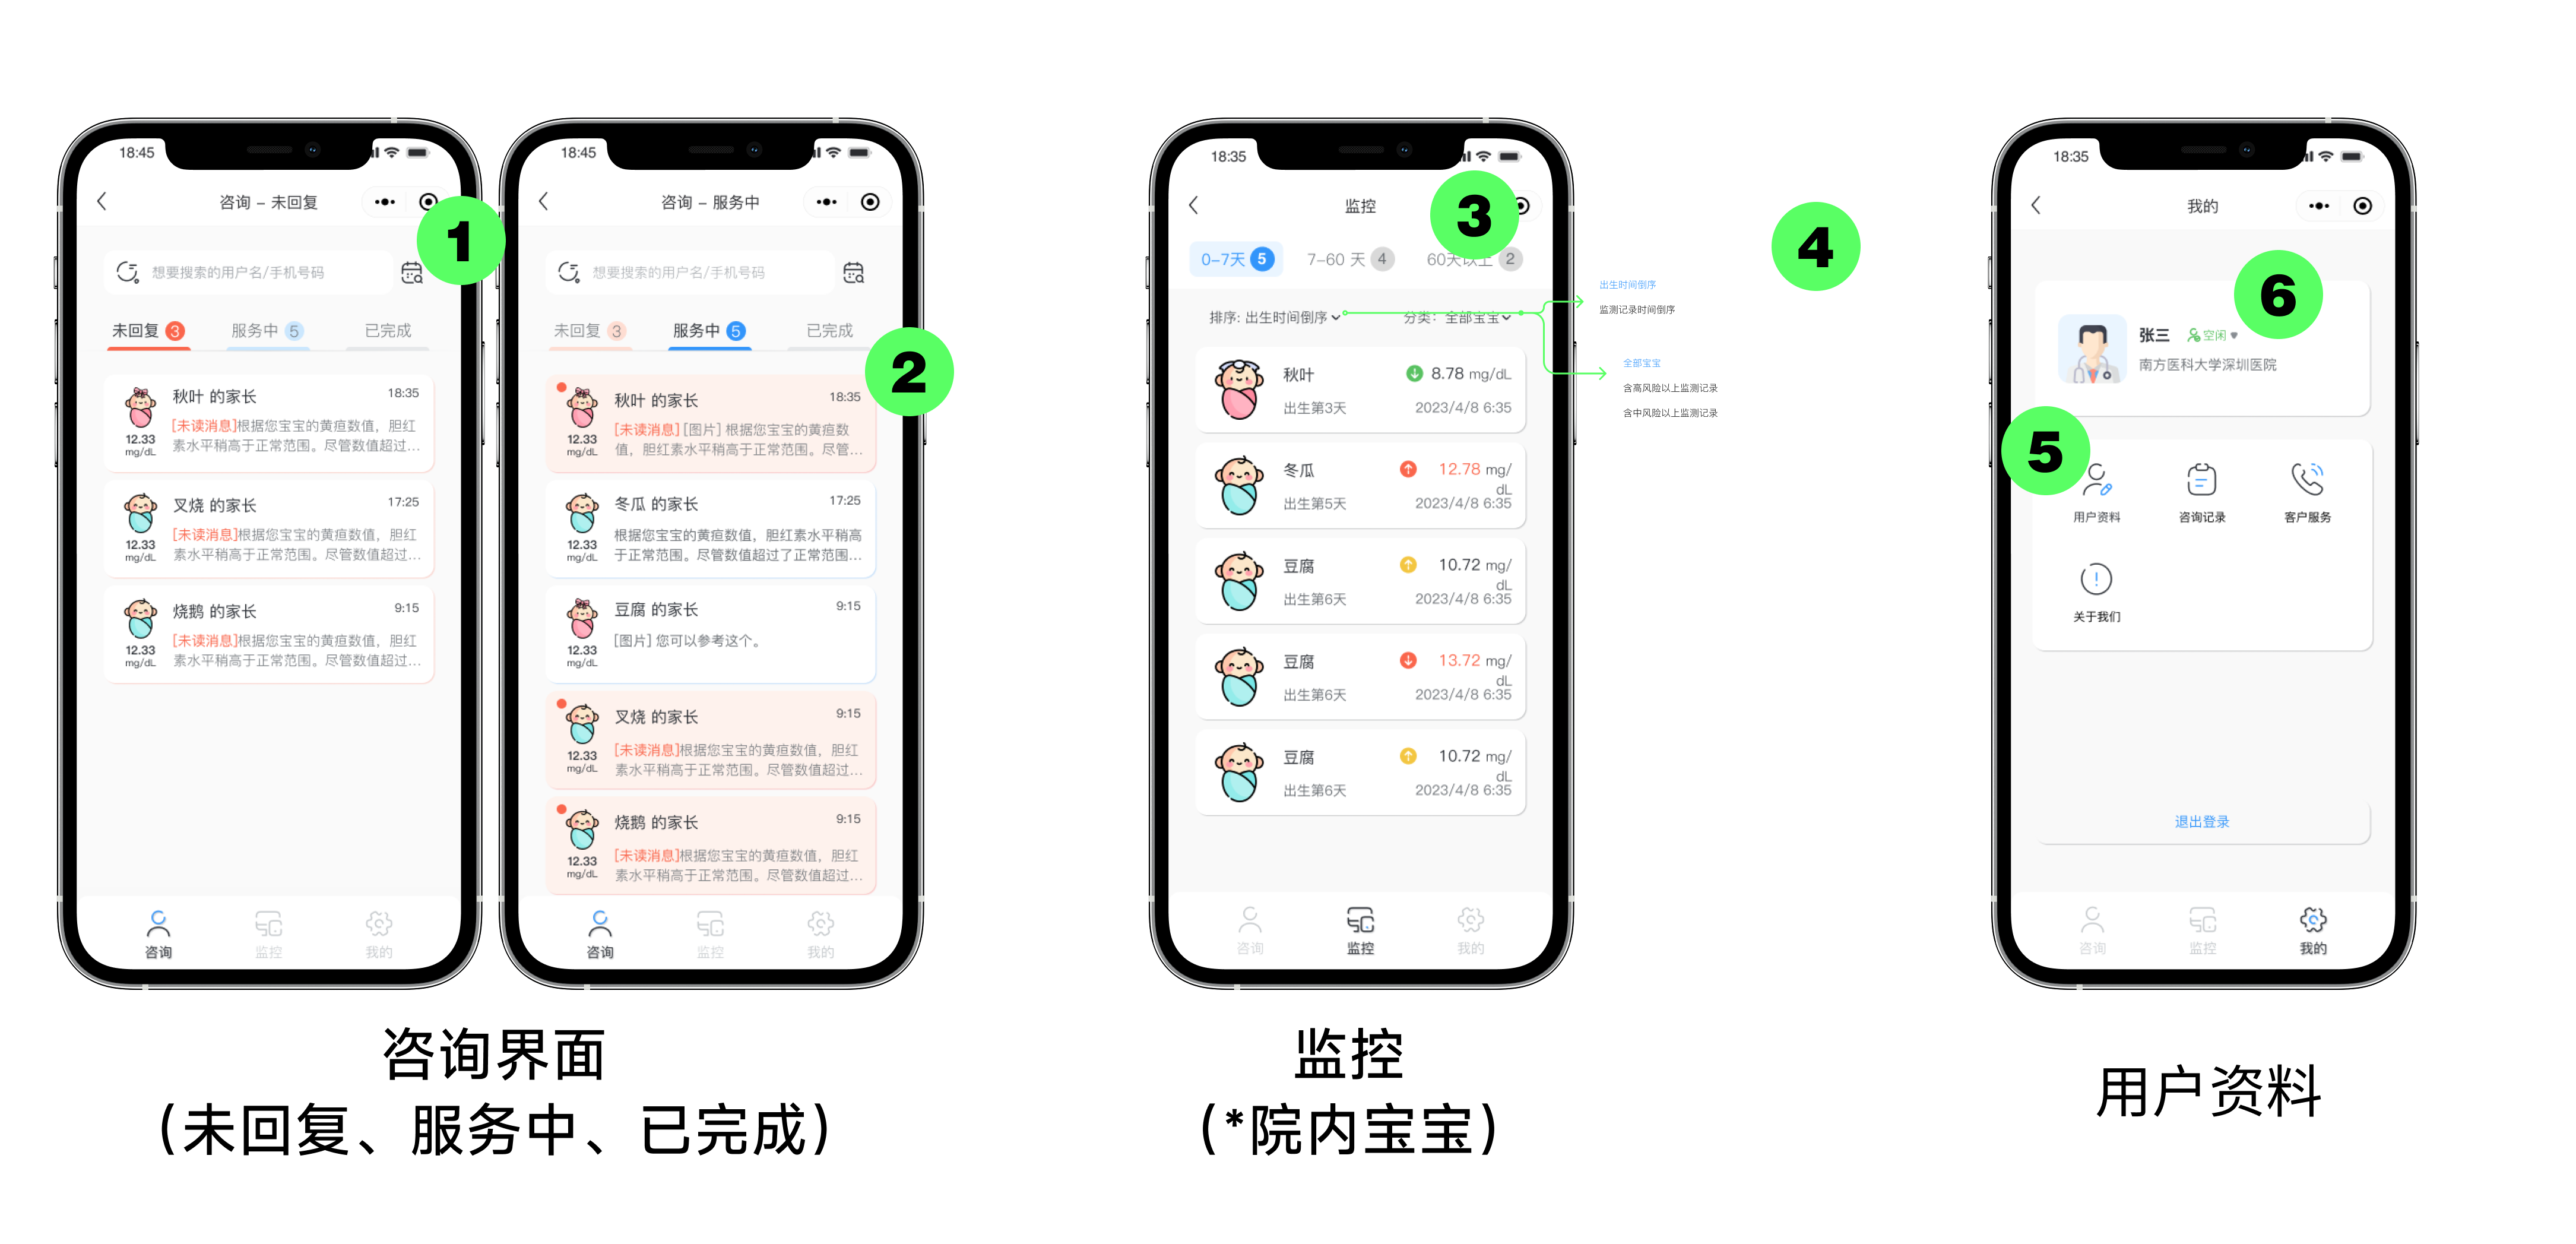 18:45
咨询 – 未回复
1
想要搜索的用户名/手机号码
未回复 3
服务中 5
已完成
秋叶 的家长
18:35
12.33
mg/dL
[未读消息]根据您宝宝的黄疸数值，胆红
素水平稍高于正常范围。尽管数值超过...
叉烧 的家长
17:25
12.33
mg/dL
[未读消息]根据您宝宝的黄疸数值，胆红
素水平稍高于正常范围。尽管数值超过...
烧鹅 的家长
9:15
12.33
mg/dL
[未读消息]根据您宝宝的黄疸数值，胆红
素水平稍高于正常范围。尽管数值超过...
咨询
监控
我的
18:45
咨询 – 服务中
想要搜索的用户名/手机号码
未回复 3
服务中 5
已完成
2
秋叶 的家长
18:35
12.33
mg/dL
[未读消息] [图片] 根据您宝宝的黄疸数
值，胆红素水平稍高于正常范围。尽管...
冬瓜 的家长
17:25
12.33
mg/dL
根据您宝宝的黄疸数值，胆红素水平稍高
于正常范围。尽管数值超过了正常范围...
豆腐 的家长
9:15
12.33
mg/dL
[图片] 您可以参考这个。
叉烧 的家长
9:15
12.33
mg/dL
[未读消息]根据您宝宝的黄疸数值，胆红
素水平稍高于正常范围。尽管数值超过...
烧鹅 的家长
9:15
12.33
mg/dL
[未读消息]根据您宝宝的黄疸数值，胆红
素水平稍高于正常范围。尽管数值超过...
咨询
监控
我的
咨询界面
(未回复、服务中、已完成)
18:35
监控
3
0-7天 5
7-60 天 4
60天以上 2
排序: 出生时间倒序
分类: 全部宝宝
秋叶
8.78 mg/dL
出生第3天
2023/4/8 6:35
冬瓜
12.78 mg/
dL
出生第5天
2023/4/8 6:35
豆腐
10.72 mg/
dL
出生第6天
2023/4/8 6:35
豆腐
13.72 mg/
dL
出生第6天
2023/4/8 6:35
豆腐
10.72 mg/
dL
出生第6天
2023/4/8 6:35
咨询
监控
我的
4
出生时间倒序
监测记录时间倒序
全部宝宝
含高风险以上监测记录
含中风险以上监测记录
监控
(*院内宝宝)
18:35
我的
6
张三
空闲
南方医科大学深圳医院
5
用户资料
咨询记录
客户服务
关于我们
退出登录
咨询
监控
我的
用户资料